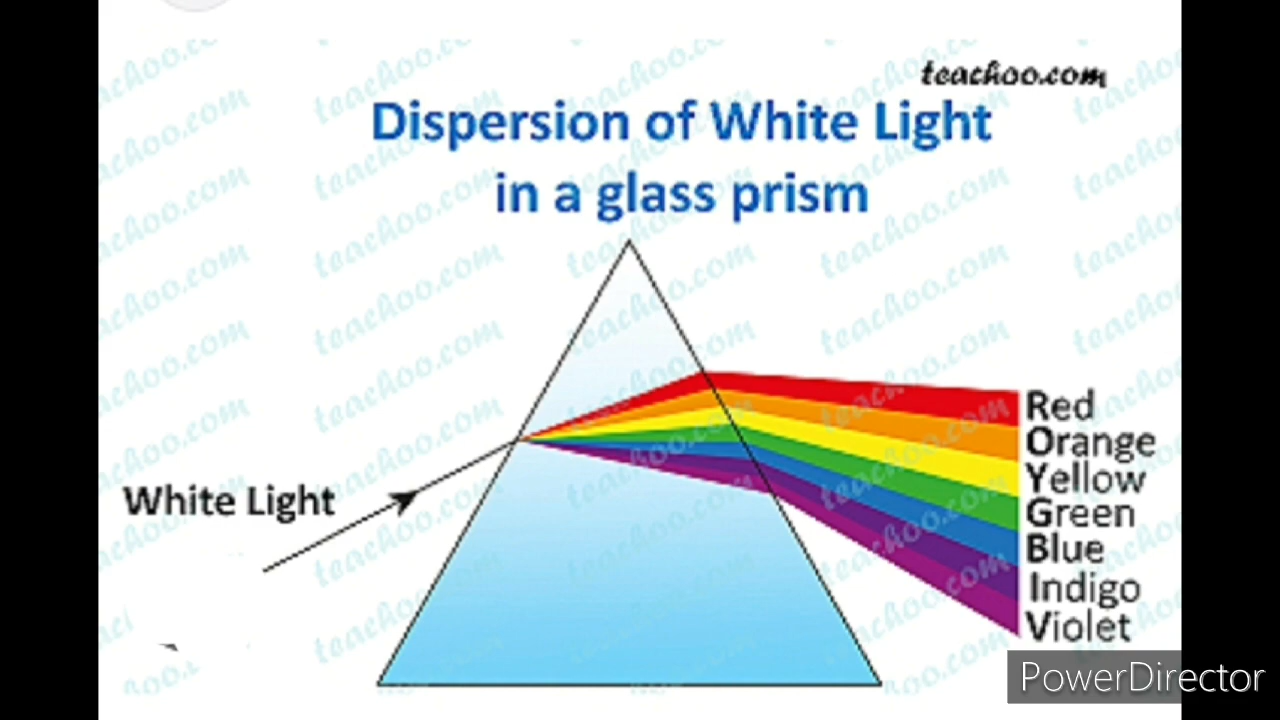 teachoo.com
Dispersion of White Light
in a glass prism
White Light
Red
Orange
Yellow
Green
Blue
Indigo
Violet
PowerDirector